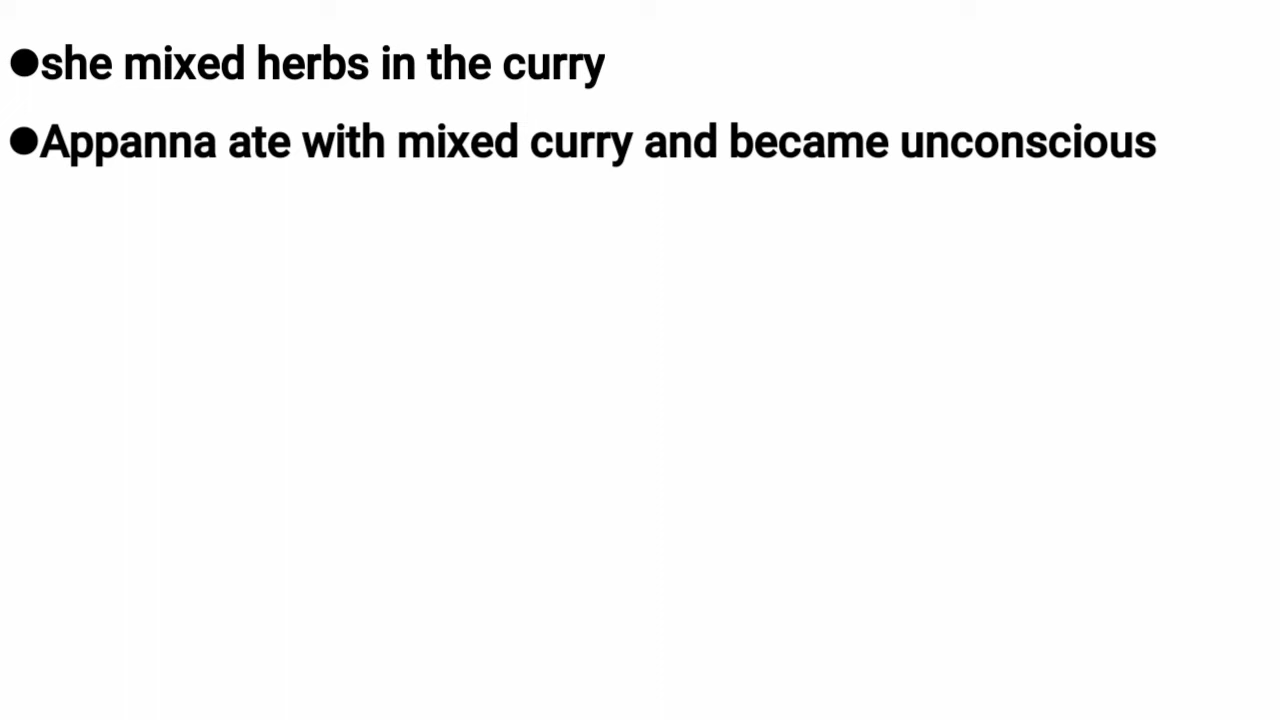 ●she mixed herbs in the curry
●Appanna ate with mixed curry and became unconscious